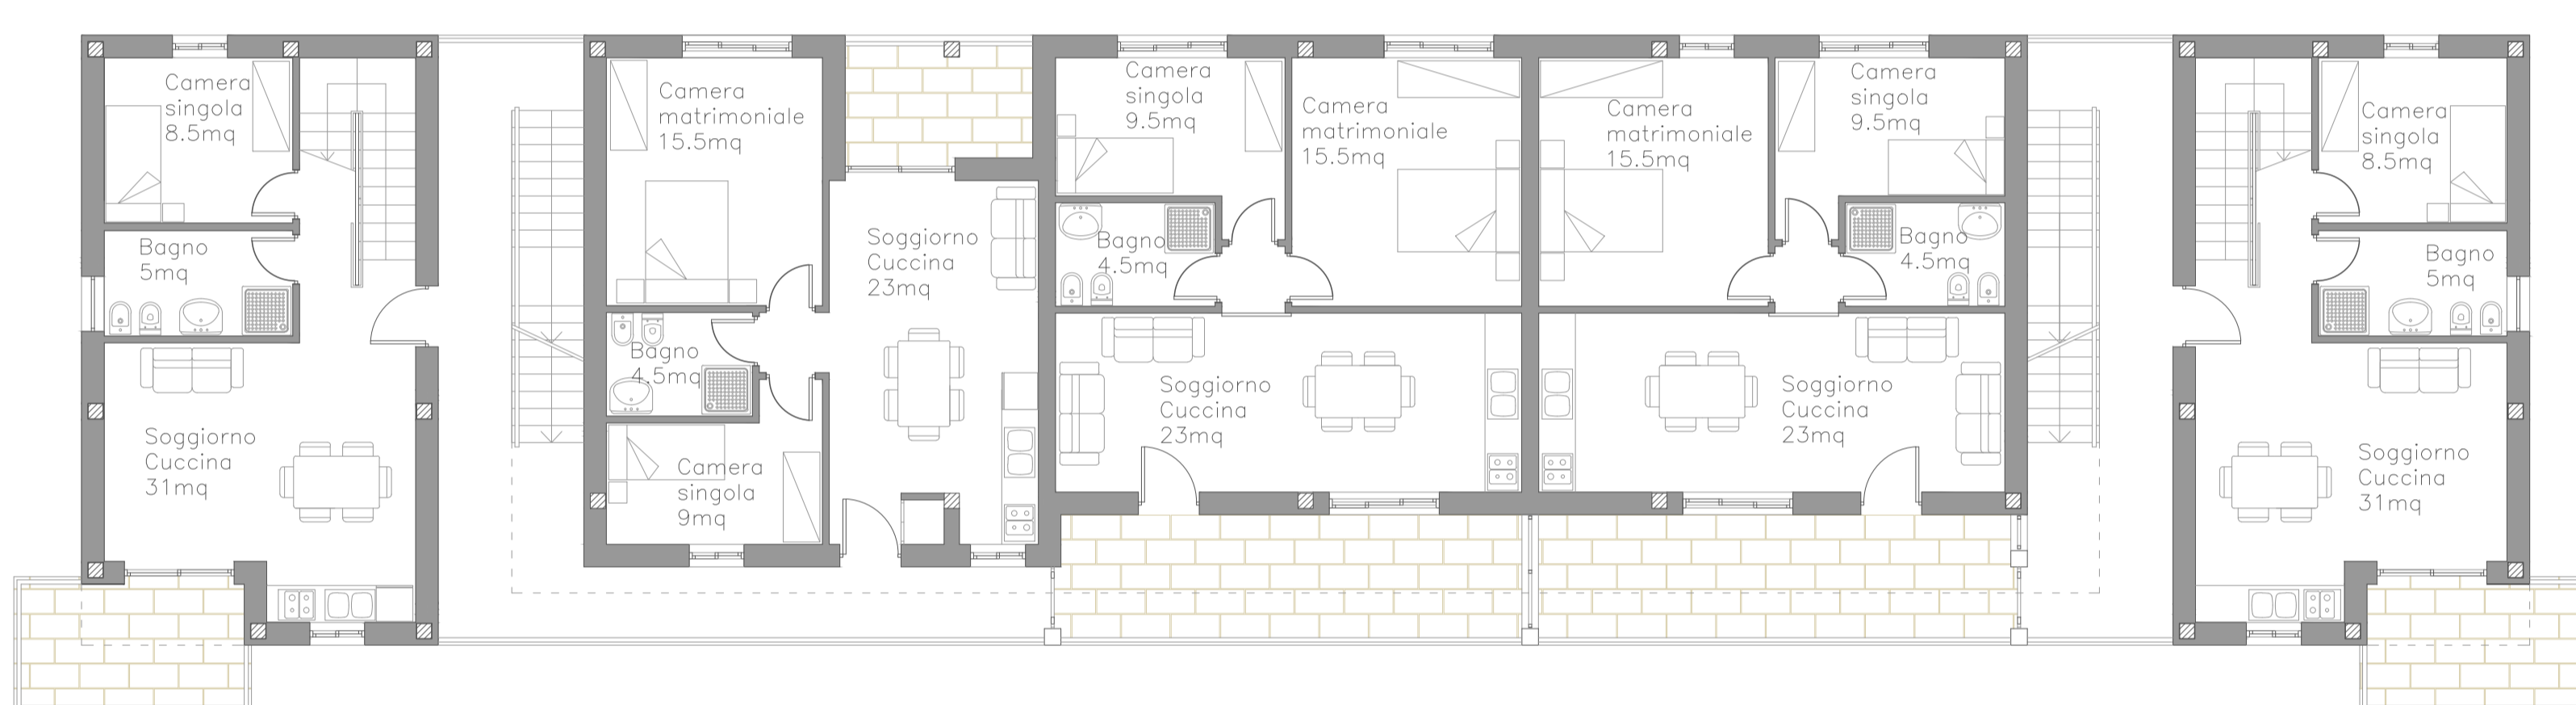 Camera
singola
8.5mq
Bagno
5mq
Soggiorno
Cuccina
31mq
Camera
matrimoniale
15.5mq
Bagno
4.5mq
Camera
singola
9mq
Soggiorno
Cuccina
23mq
Camera
singola
9.5mq
Camera
matrimoniale
15.5mq
Bagno
4.5mq
Soggiorno
Cuccina
23mq
Camera
matrimoniale
15.5mq
Camera
singola
9.5mq
Bagno
4.5mq
Soggiorno
Cuccina
23mq
Camera
singola
8.5mq
Bagno
5mq
Soggiorno
Cuccina
31mq